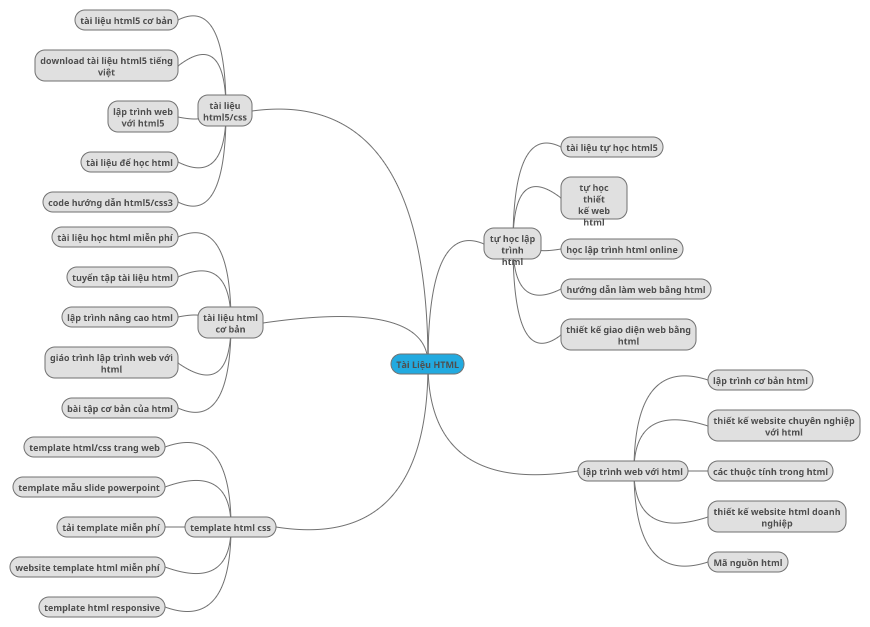 tài liệu html5 cơ bản
download tài liệu html5 tiếng
việt
lập trình web
với html5
tài liệu để học html
code hướng dẫn html5/css3
tài liệu
html5/css
tài liệu học html miễn phí
tuyển tập tài liệu html
lập trình nâng cao html
giáo trình lập trình web với
html
bài tập cơ bản của html
tài liệu html
cơ bản
template html/css trang web
template mẫu slide powerpoint
tải template miễn phí
website template html miễn phí
template html responsive
template html css
Tài Liệu HTML
tự học lập
trình
html
tài liệu tự học html5
tự học
thiết
kế web
html
học lập trình html online
hướng dẫn làm web bằng html
thiết kế giao diện web bằng
html
lập trình web với html
lập trình cơ bản html
thiết kế website chuyên nghiệp
với html
các thuộc tính trong html
thiết kế website html doanh
nghiệp
Mã nguồn html